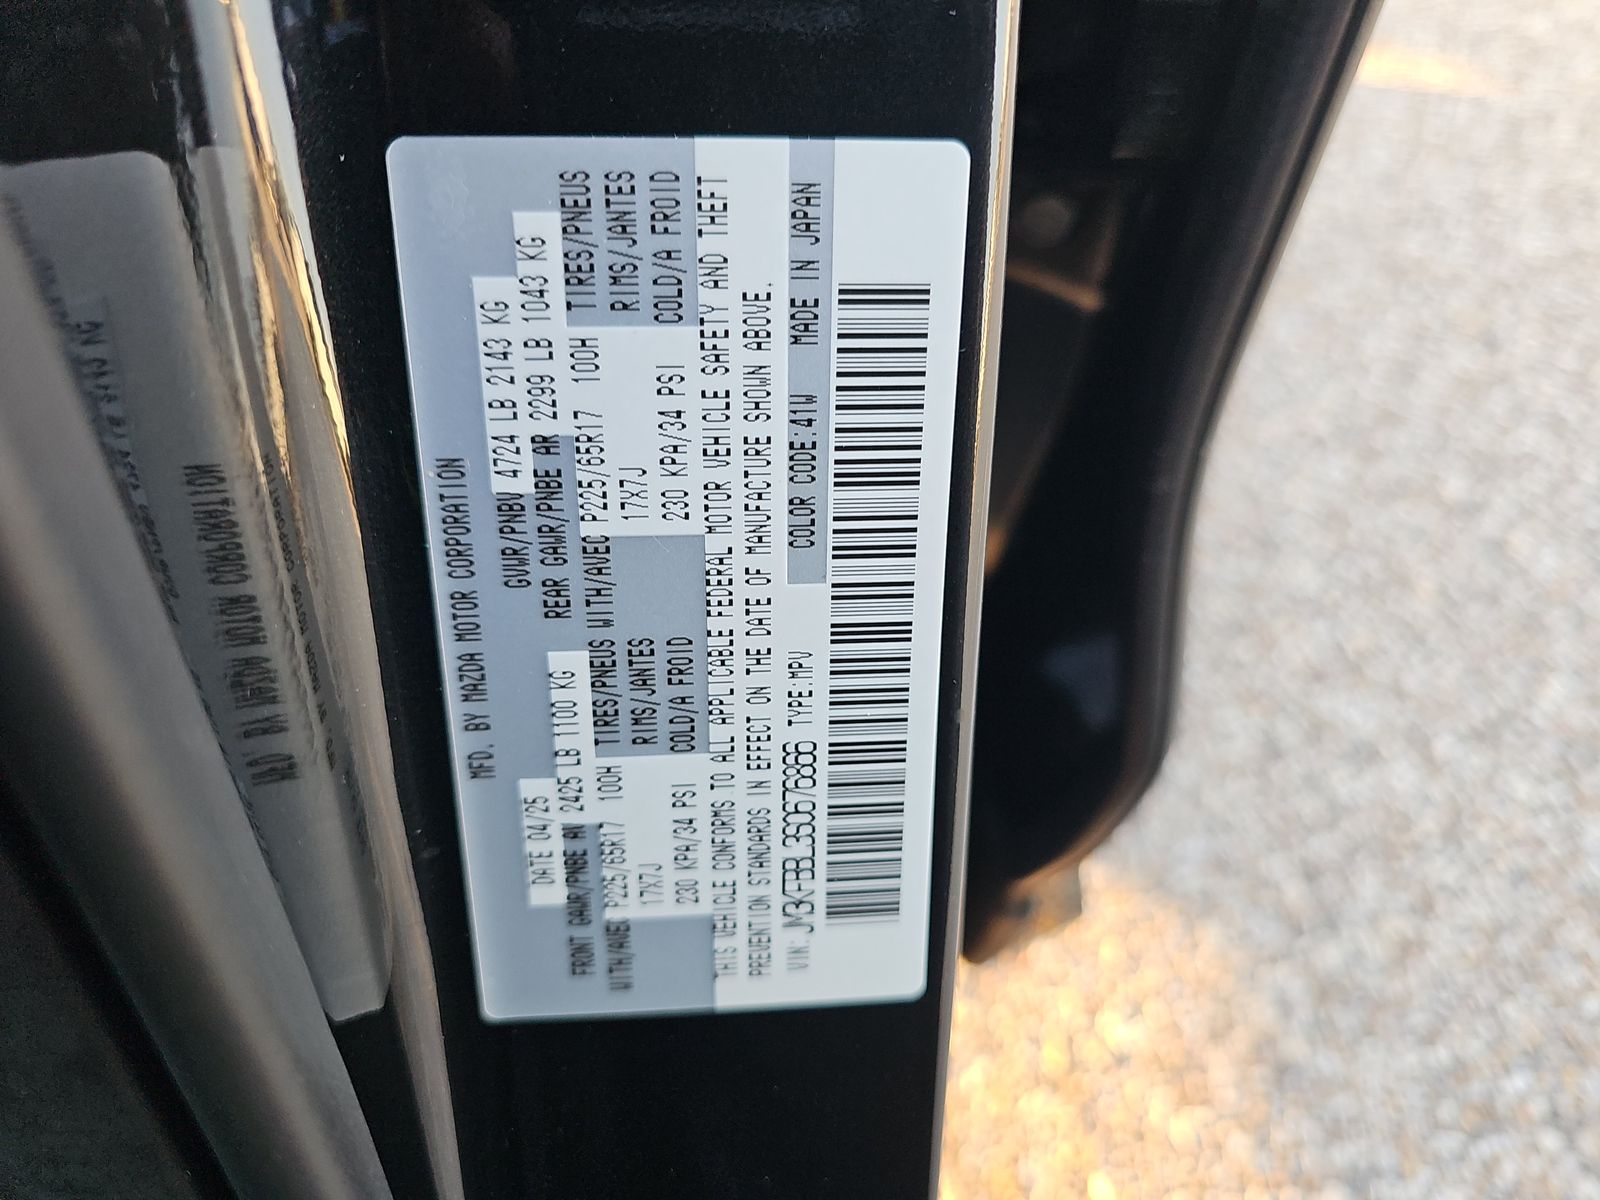 MFD. BY MAZDA MOTOR CORPORATION
DATE 04/25 GVWR/PNBV 4724 LB 2143 KG
FRONT GAWR/PNBE AV 2425 LB 1100 KG REAR GAWR/PNBE AR 2299 LB 1043 KG
WITH/AVEC P225/65R17 100H TIRES/PNEUS WITH/AVEC P225/65R17 100H TIRES/PNEUS
17X7J RIMS/JANTES 17X7J RIMS/JANTES
230 KPA/34 PSI COLD/A FROID 230 KPA/34 PSI COLD/A FROID
THIS VEHICLE CONFORMS TO ALL APPLICABLE FEDERAL MOTOR VEHICLE SAFETY AND THEFT
PREVENTION STANDARDS IN EFFECT ON THE DATE OF MANUFACTURE SHOWN ABOVE.
VIN: JM3KFBBL3S0676866 TYPE:MPV COLOR CODE:41W MADE IN JAPAN